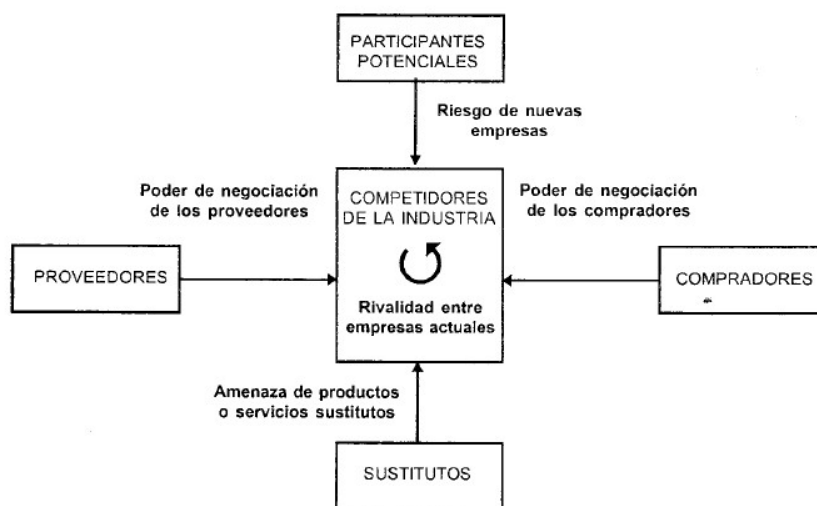 PARTICIPANTES
POTENCIALES
Riesgo de nuevas
empresas
Poder de negociación
de los proveedores
COMPETIDORES
DE LA INDUSTRIA
Poder de negociación
de los compradores
PROVEEDORES
COMPRADORES
Rivalidad entre
empresas actuales
Amenaza de productos
o servicios sustitutos
SUSTITUTOS